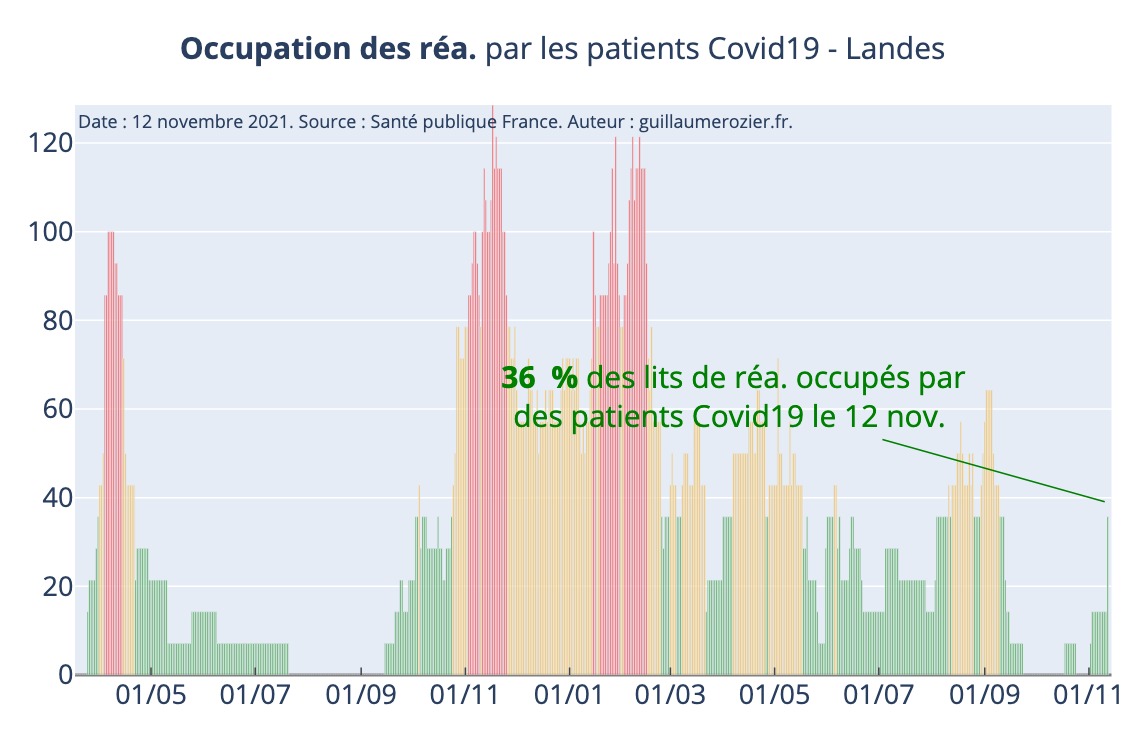 Occupation des réa. par les patients Covid19 - Landes
Date : 12 novembre 2021. Source : Santé publique France. Auteur : guillaumerozier.fr.
120
100
80
60
40
20
0
36 % des lits de réa. occupés par
des patients Covid19 le 12 nov.
01/05 01/07 01/09 01/11 01/01 01/03 01/05 01/07 01/09 01/11